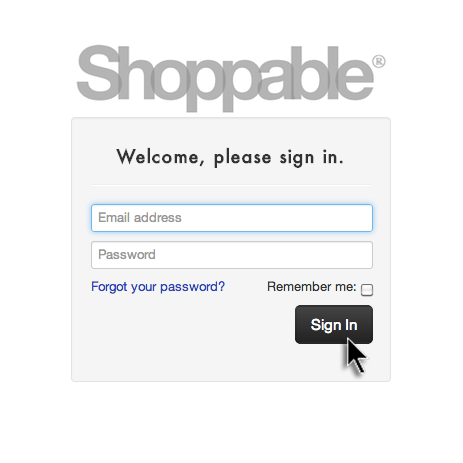 Shoppable®
Welcome, please sign in.
Email address
Password
Forgot your password? Remember me:
Sign In